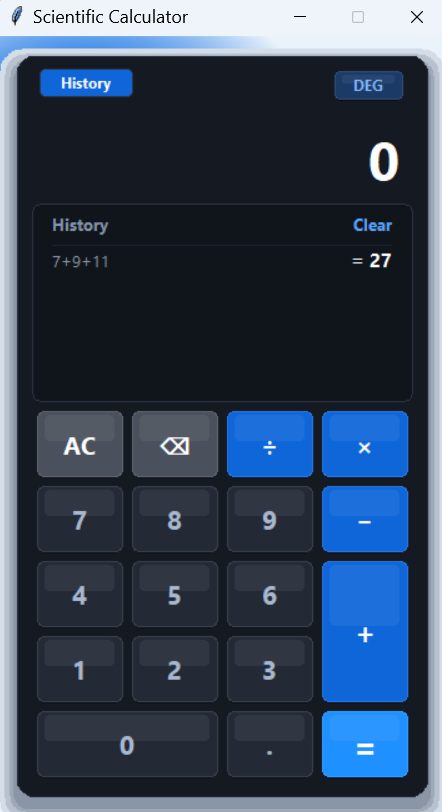 Scientific Calculator
History DEG
0
History Clear
7+9+11 = 27
AC ⌫ ÷ ×
7 8 9 −
4 5 6
+
1 2 3
0 . =